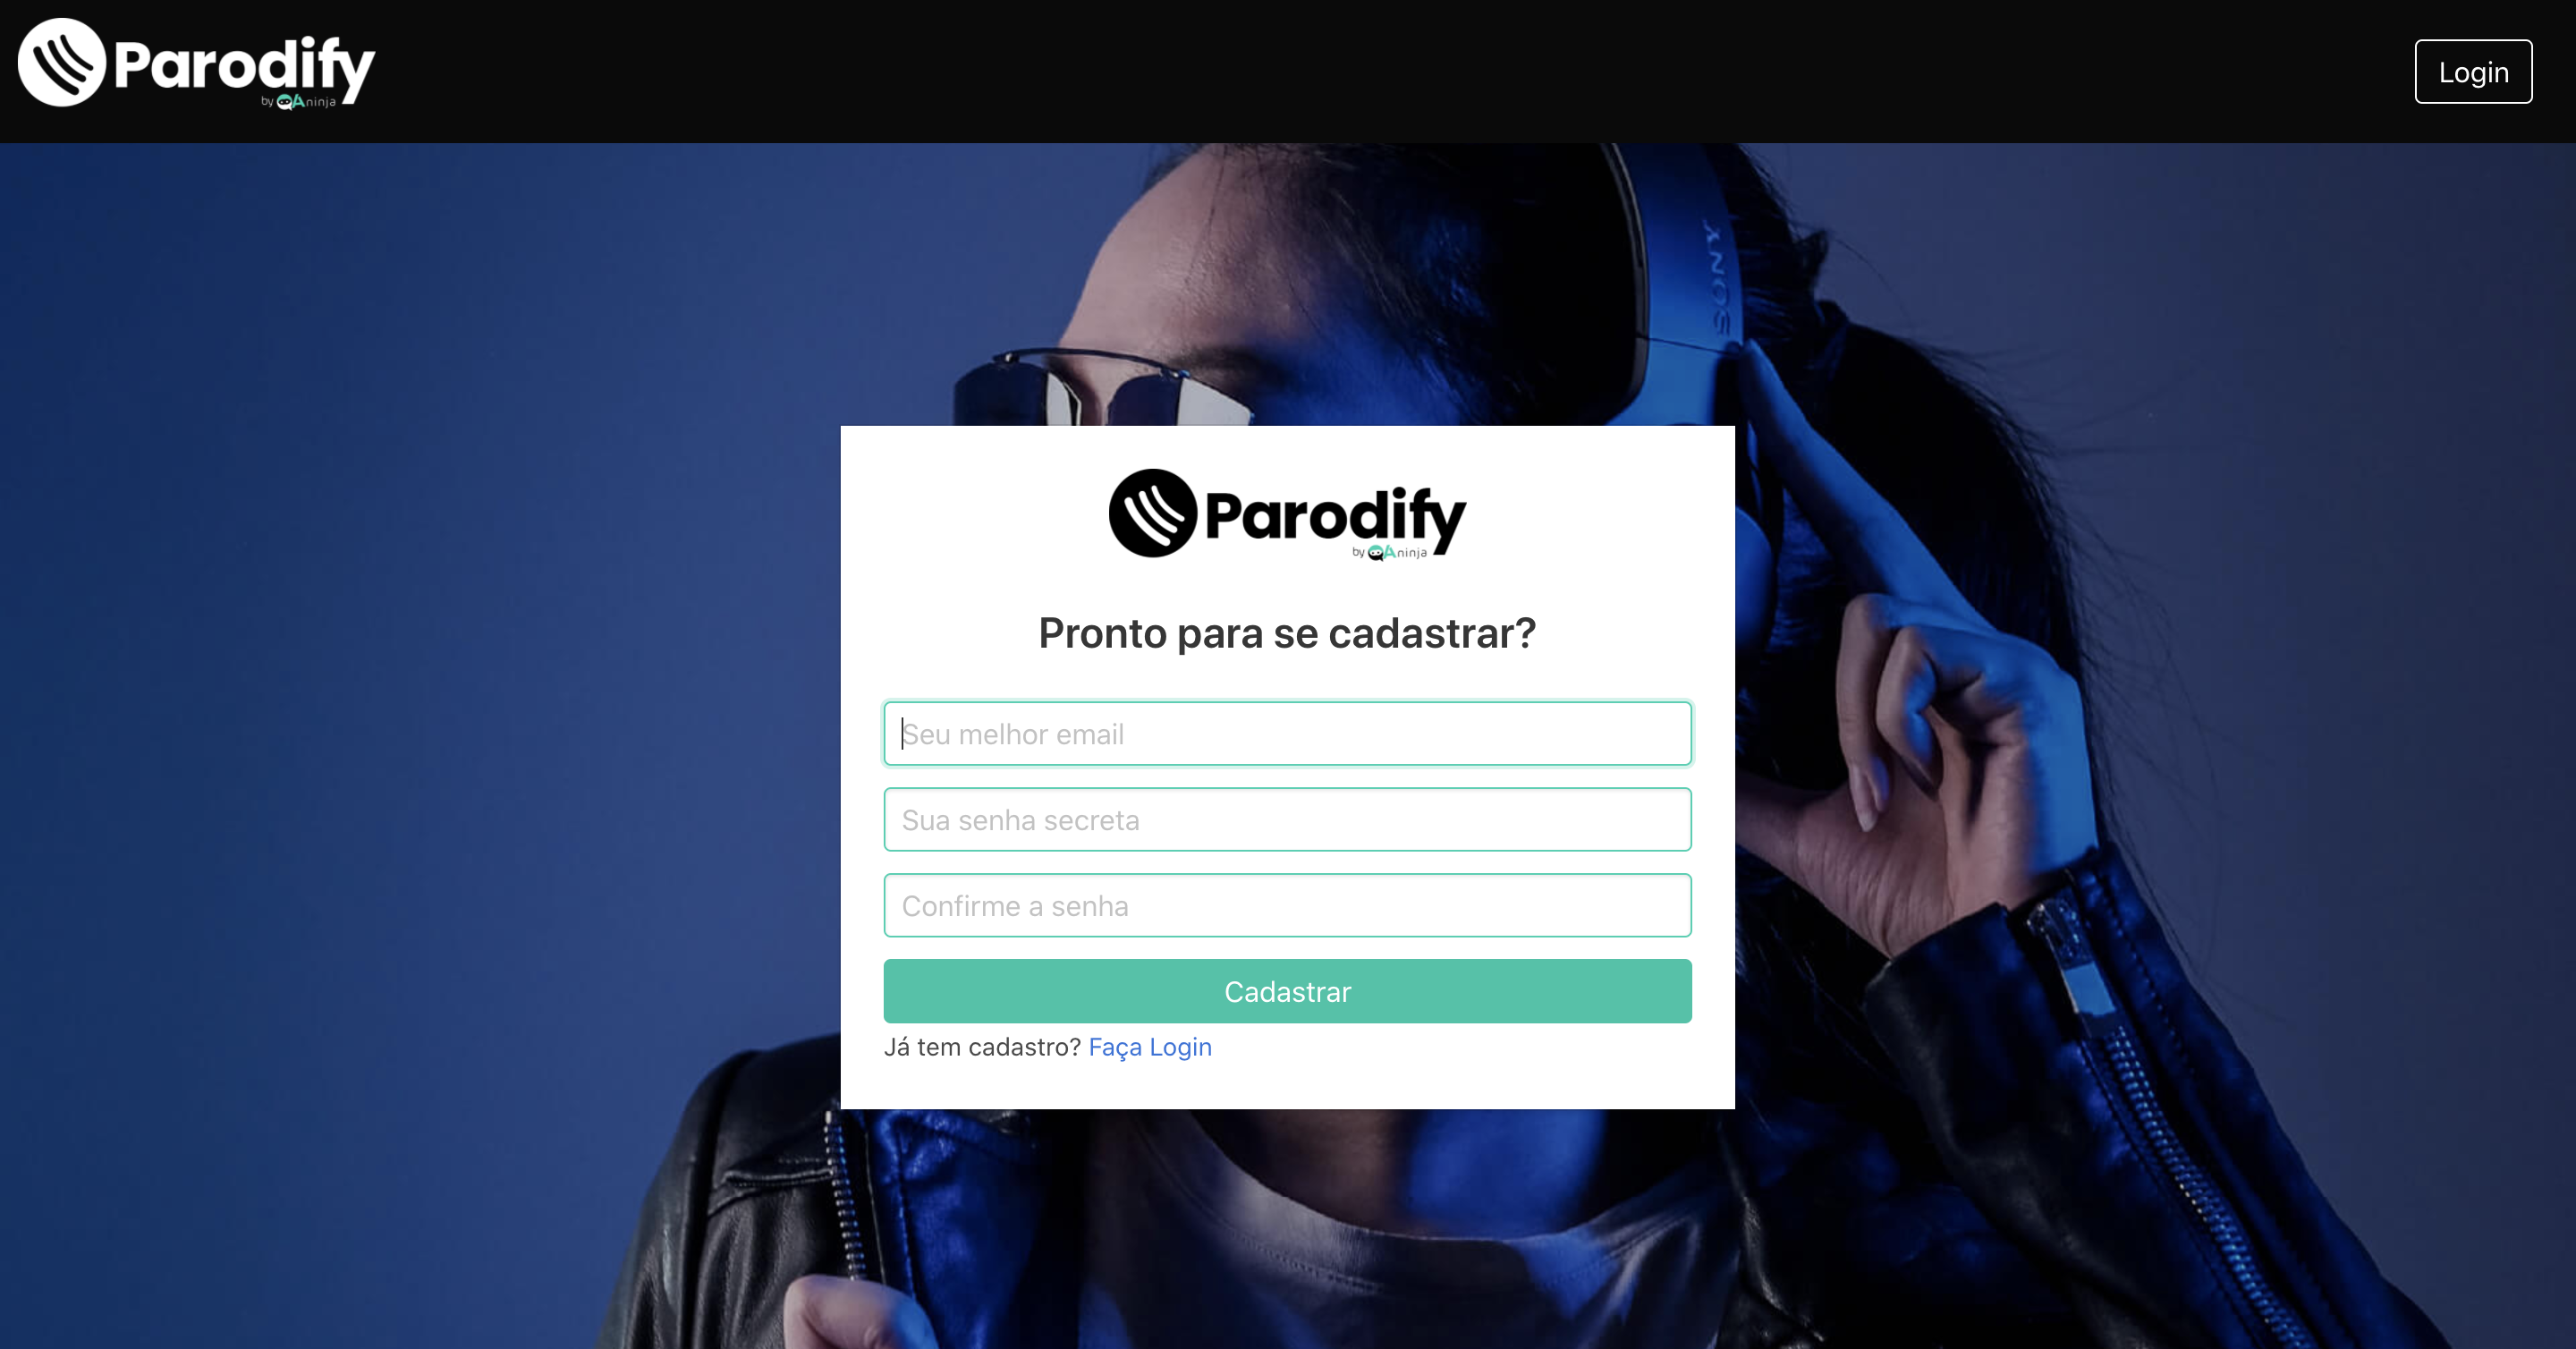 Parodify
by QAninja
Login
SONY
Parodify
by QAninja
Pronto para se cadastrar?
Seu melhor email
Sua senha secreta
Confirme a senha
Cadastrar
Já tem cadastro? Faça Login